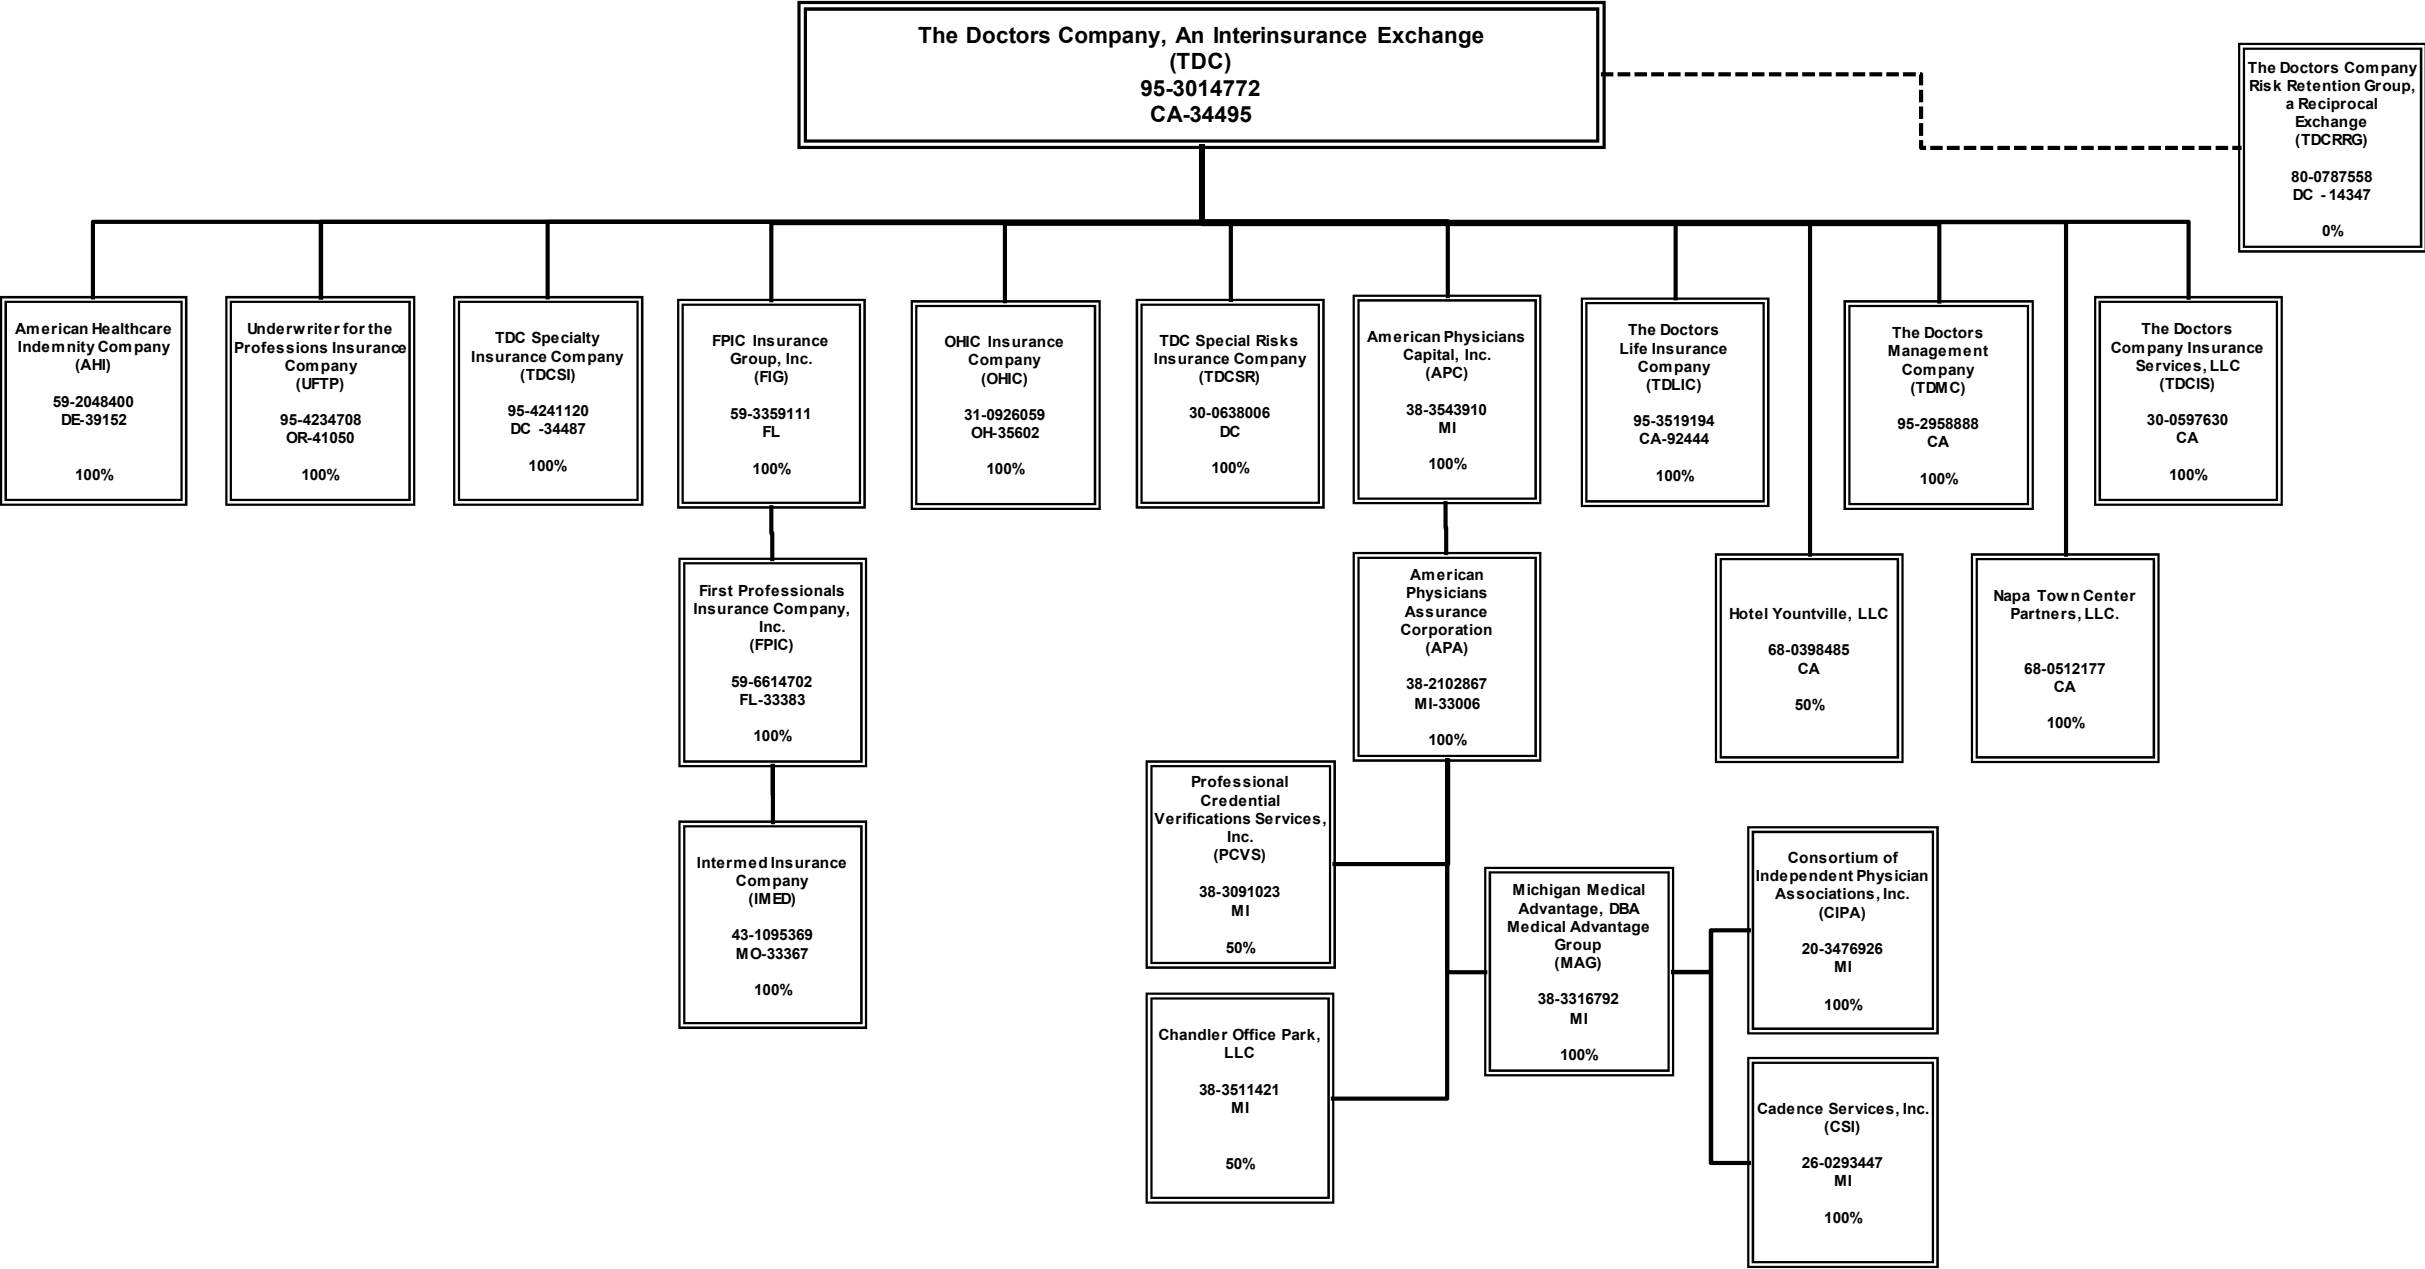 The Doctors Company, An Interinsurance Exchange
(TDC)
95-3014772
CA-34495
The Doctors Company
Risk Retention Group,
a Reciprocal
Exchange
(TDCRRG)
80-0787558
DC - 14347
0%
American Healthcare
Indemnity Company
(AHI)
59-2048400
DE-39152
100%
Underwriter for the
Professions Insurance
Company
(UFTP)
95-4234708
OR-41050
100%
TDC Specialty
Insurance Company
(TDCSI)
95-4241120
DC -34487
100%
FPIC Insurance
Group, Inc.
(FIG)
59-3359111
FL
100%
OHIC Insurance
Company
(OHIC)
31-0926059
OH-35602
100%
TDC Special Risks
Insurance Company
(TDCSR)
30-0638006
DC
100%
American Physicians
Capital, Inc.
(APC)
38-3543910
MI
100%
The Doctors
Life Insurance
Company
(TDLIC)
95-3519194
CA-92444
100%
The Doctors
Management
Company
(TDMC)
95-2958888
CA
100%
The Doctors
Company Insurance
Services, LLC
(TDCIS)
30-0597630
CA
100%
First Professionals
Insurance Company,
Inc.
(FPIC)
59-6614702
FL-33383
100%
American
Physicians
Assurance
Corporation
(APA)
38-2102867
MI-33006
100%
Hotel Yountville, LLC
68-0398485
CA
50%
Napa Town Center
Partners, LLC.
68-0512177
CA
100%
Intermed Insurance
Company
(IMED)
43-1095369
MO-33367
100%
Professional
Credential
Verifications Services,
Inc.
(PCVS)
38-3091023
MI
50%
Michigan Medical
Advantage, DBA
Medical Advantage
Group
(MAG)
38-3316792
MI
100%
Consortium of
Independent Physician
Associations, Inc.
(CIPA)
20-3476926
MI
100%
Chandler Office Park,
LLC
38-3511421
MI
50%
Cadence Services, Inc.
(CSI)
26-0293447
MI
100%